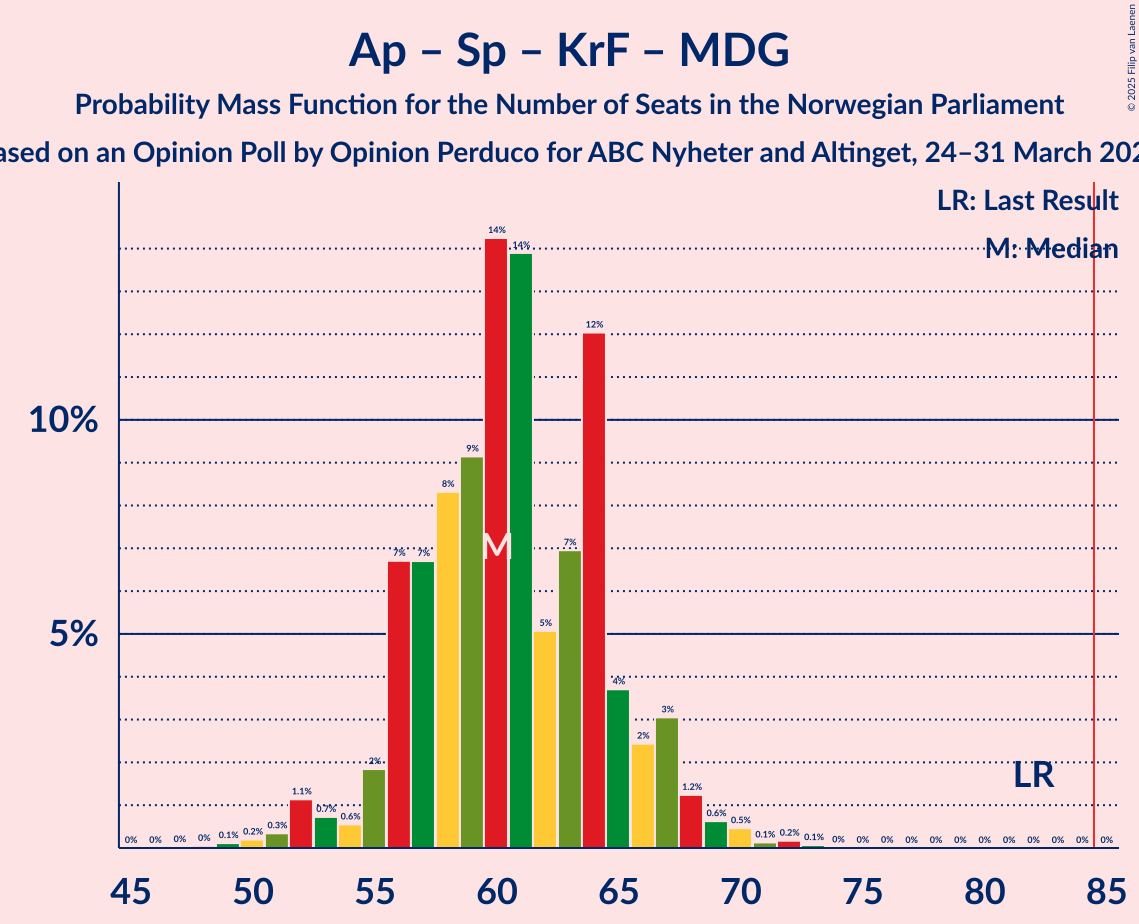 © 2025 Filip van Laenen
Ap – Sp – KrF – MDG
Probability Mass Function for the Number of Seats in the Norwegian Parliament
ased on an Opinion Poll by Opinion Perduco for ABC Nyheter and Altinget, 24–31 March 202
LR: Last Result
M: Median
10%
5%
0% 0% 0% 0% 0.1% 0.2% 0.3% 1.1% 0.7% 0.6% 2% 7% 7% 8% 9% 14% 14% 5% 7% 12% 4% 2% 3% 1.2% 0.6% 0.5% 0.1% 0.2% 0.1% 0% 0% 0% 0% 0% 0% 0% 0% 0% 0% 0% 0%
M
LR
45 50 55 60 65 70 75 80 85